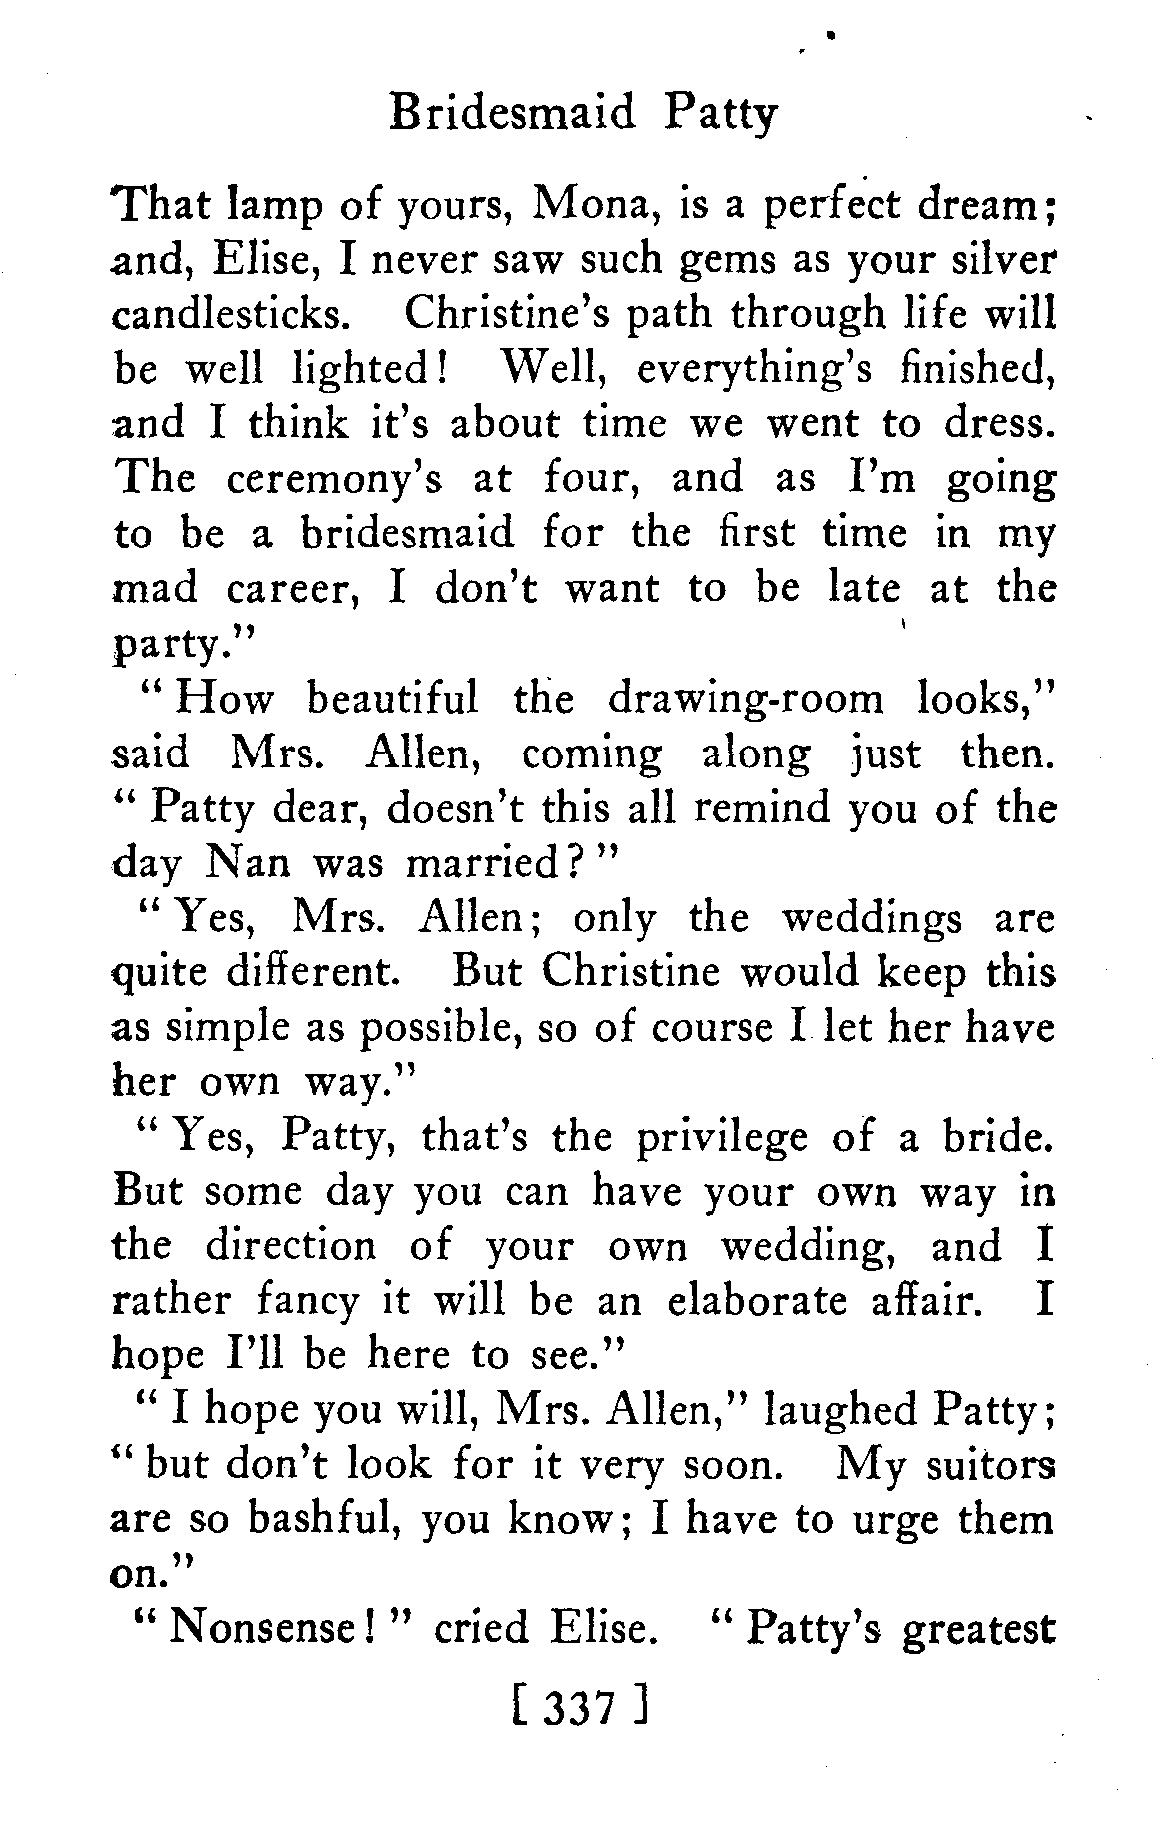 Bridesmaid Patty
That lamp of yours, Mona, is a perfect dream;
and, Elise, I never saw such gems as your silver
candlesticks. Christine's path through life will
be well lighted! Well, everything's finished,
and I think it's about time we went to dress.
The ceremony's at four, and as I'm going
to be a bridesmaid for the first time in my
mad career, I don't want to be late at the
party."
" How beautiful the drawing-room looks,"
said Mrs. Allen, coming along just then.
" Patty dear, doesn't this all remind you of the
day Nan was married? "
" Yes, Mrs. Allen; only the weddings are
quite different. But Christine would keep this
as simple as possible, so of course I let her have
her own way."
" Yes, Patty, that's the privilege of a bride.
But some day you can have your own way in
the direction of your own wedding, and I
rather fancy it will be an elaborate affair. I
hope I'll be here to see."
" I hope you will, Mrs. Allen," laughed Patty;
" but don't look for it very soon. My suitors
are so bashful, you know; I have to urge them
on."
" Nonsense! " cried Elise. " Patty's greatest
[ 337 ]